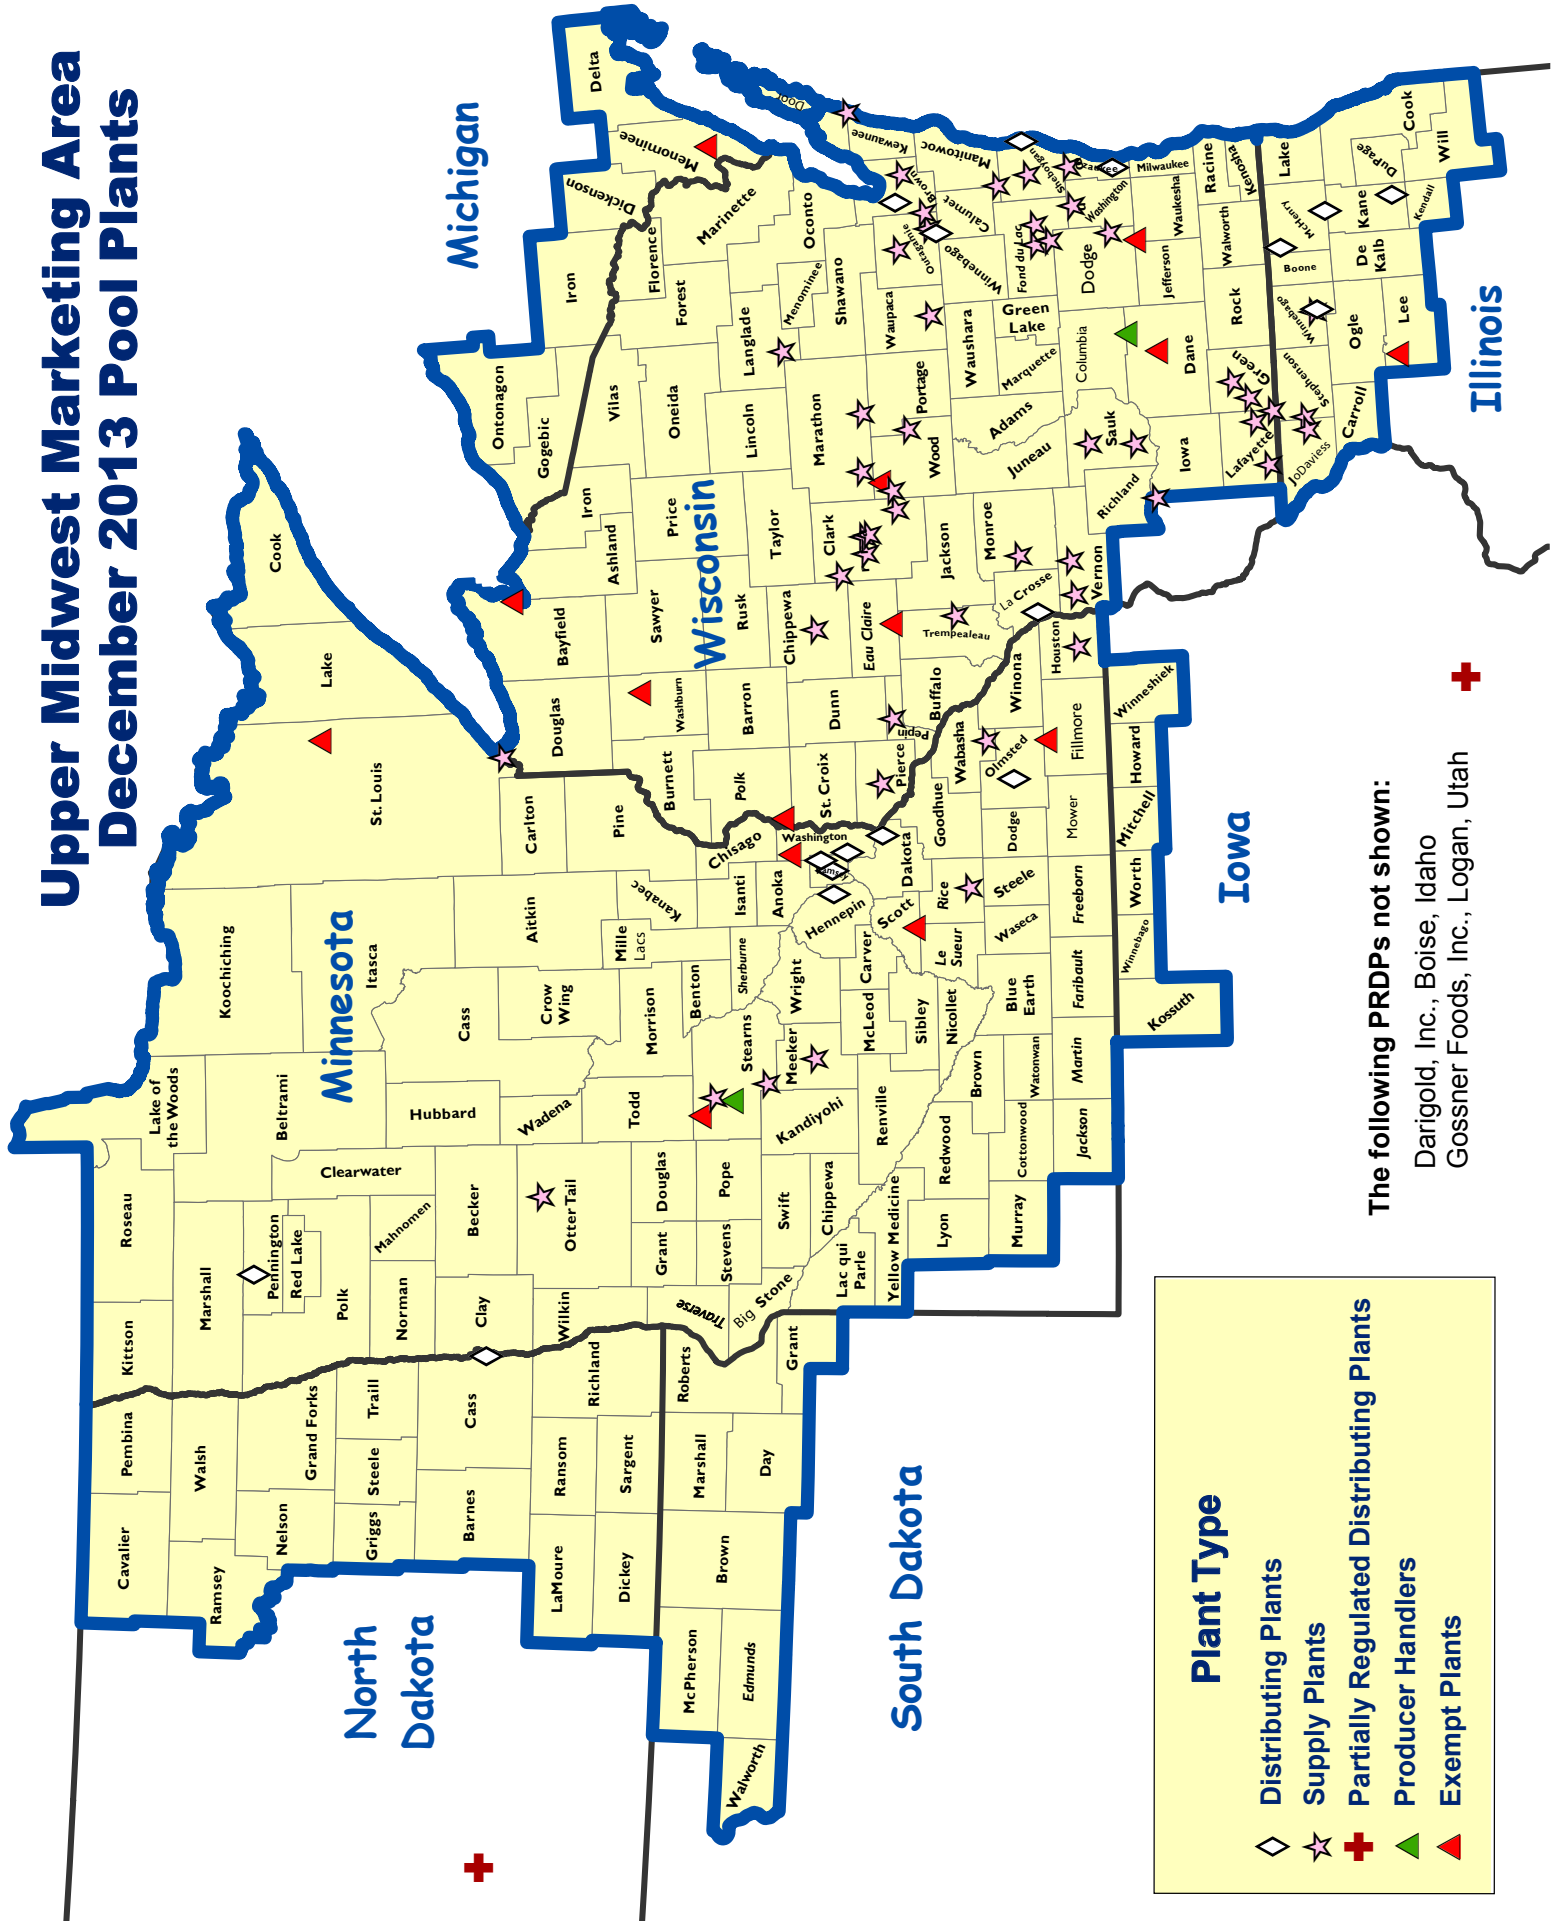 Upper Midwest Marketing Area
December 2013 Pool Plants
Michigan
Minnesota
Wisconsin
North
Dakota
South Dakota
Iowa
Illinois
Cavalier
Pembina
Kittson
Roseau
Lake of
the Woods
Koochiching
Cook
Lake
St. Louis
Itasca
Ramsey
Walsh
Marshall
Pennington
Red Lake
Beltrami
Nelson
Grand Forks
Polk
Clearwater
Griggs
Steele
Traill
Norman
Mahnomen
Hubbard
Cass
Barnes
Cass
Clay
Becker
Wadena
Crow
Wing
Aitkin
Carlton
LaMoure
Ransom
Richland
Wilkin
Otter Tail
Todd
Morrison
Mille
Lacs
Kanabec
Pine
Dickey
Sargent
Grant
Douglas
Stearns
Benton
Sherburne
Isanti
Chisago
McPherson
Brown
Marshall
Roberts
Traverse
Stevens
Pope
Edmunds
Day
Grant
Big Stone
Swift
Kandiyohi
Meeker
Wright
Anoka
Washington
Ramsey
Hennepin
Walworth
Lac qui
Parle
Chippewa
Renville
McLeod
Carver
Scott
Dakota
Yellow Medicine
Sibley
Nicollet
Le
Sueur
Rice
Goodhue
Wabasha
Lyon
Redwood
Brown
Blue
Earth
Waseca
Steele
Dodge
Olmsted
Winona
Murray
Cottonwood
Watonwan
Jackson
Martin
Faribault
Freeborn
Mower
Fillmore
Houston
Kossuth
Winnebago
Worth
Mitchell
Howard
Winneshiek
Ontonagon
Gogebic
Iron
Dickenson
Menominee
Delta
Douglas
Bayfield
Ashland
Iron
Vilas
Florence
Forest
Marinette
Burnett
Washburn
Sawyer
Price
Oneida
Polk
Barron
Rusk
Taylor
Lincoln
Langlade
Menominee
Oconto
Door
St. Croix
Dunn
Chippewa
Clark
Marathon
Shawano
Pierce
Pepin
Eau Claire
Buffalo
Trempealeau
Jackson
Wood
Portage
Waupaca
Outagamie
Brown
Kewaunee
La Crosse
Monroe
Juneau
Adams
Waushara
Winnebago
Calumet
Manitowoc
Marquette
Green
Lake
Fond du Lac
Sheboygan
Vernon
Richland
Sauk
Columbia
Dodge
Washington
Iowa
Dane
Jefferson
Waukesha
Milwaukee
Lafayette
Green
Rock
Walworth
Racine
Kenosha
JoDaviess
Stephenson
Winnebago
Boone
McHenry
Lake
Carroll
Ogle
De
Kalb
Kane
DuPage
Cook
Lee
Kendall
Will
The following PRDPs not shown:
Darigold, Inc., Boise, Idaho
Gossner Foods, Inc., Logan, Utah
Plant Type
Distributing Plants
Supply Plants
Partially Regulated Distributing Plants
Producer Handlers
Exempt Plants